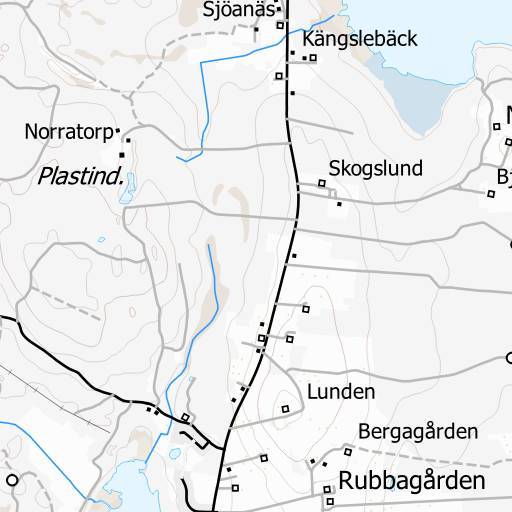 Sjöanäs
Kängslebäck
Norratorp
Plastind.
Skogslund
Lunden
Bergagården
Rubbagården